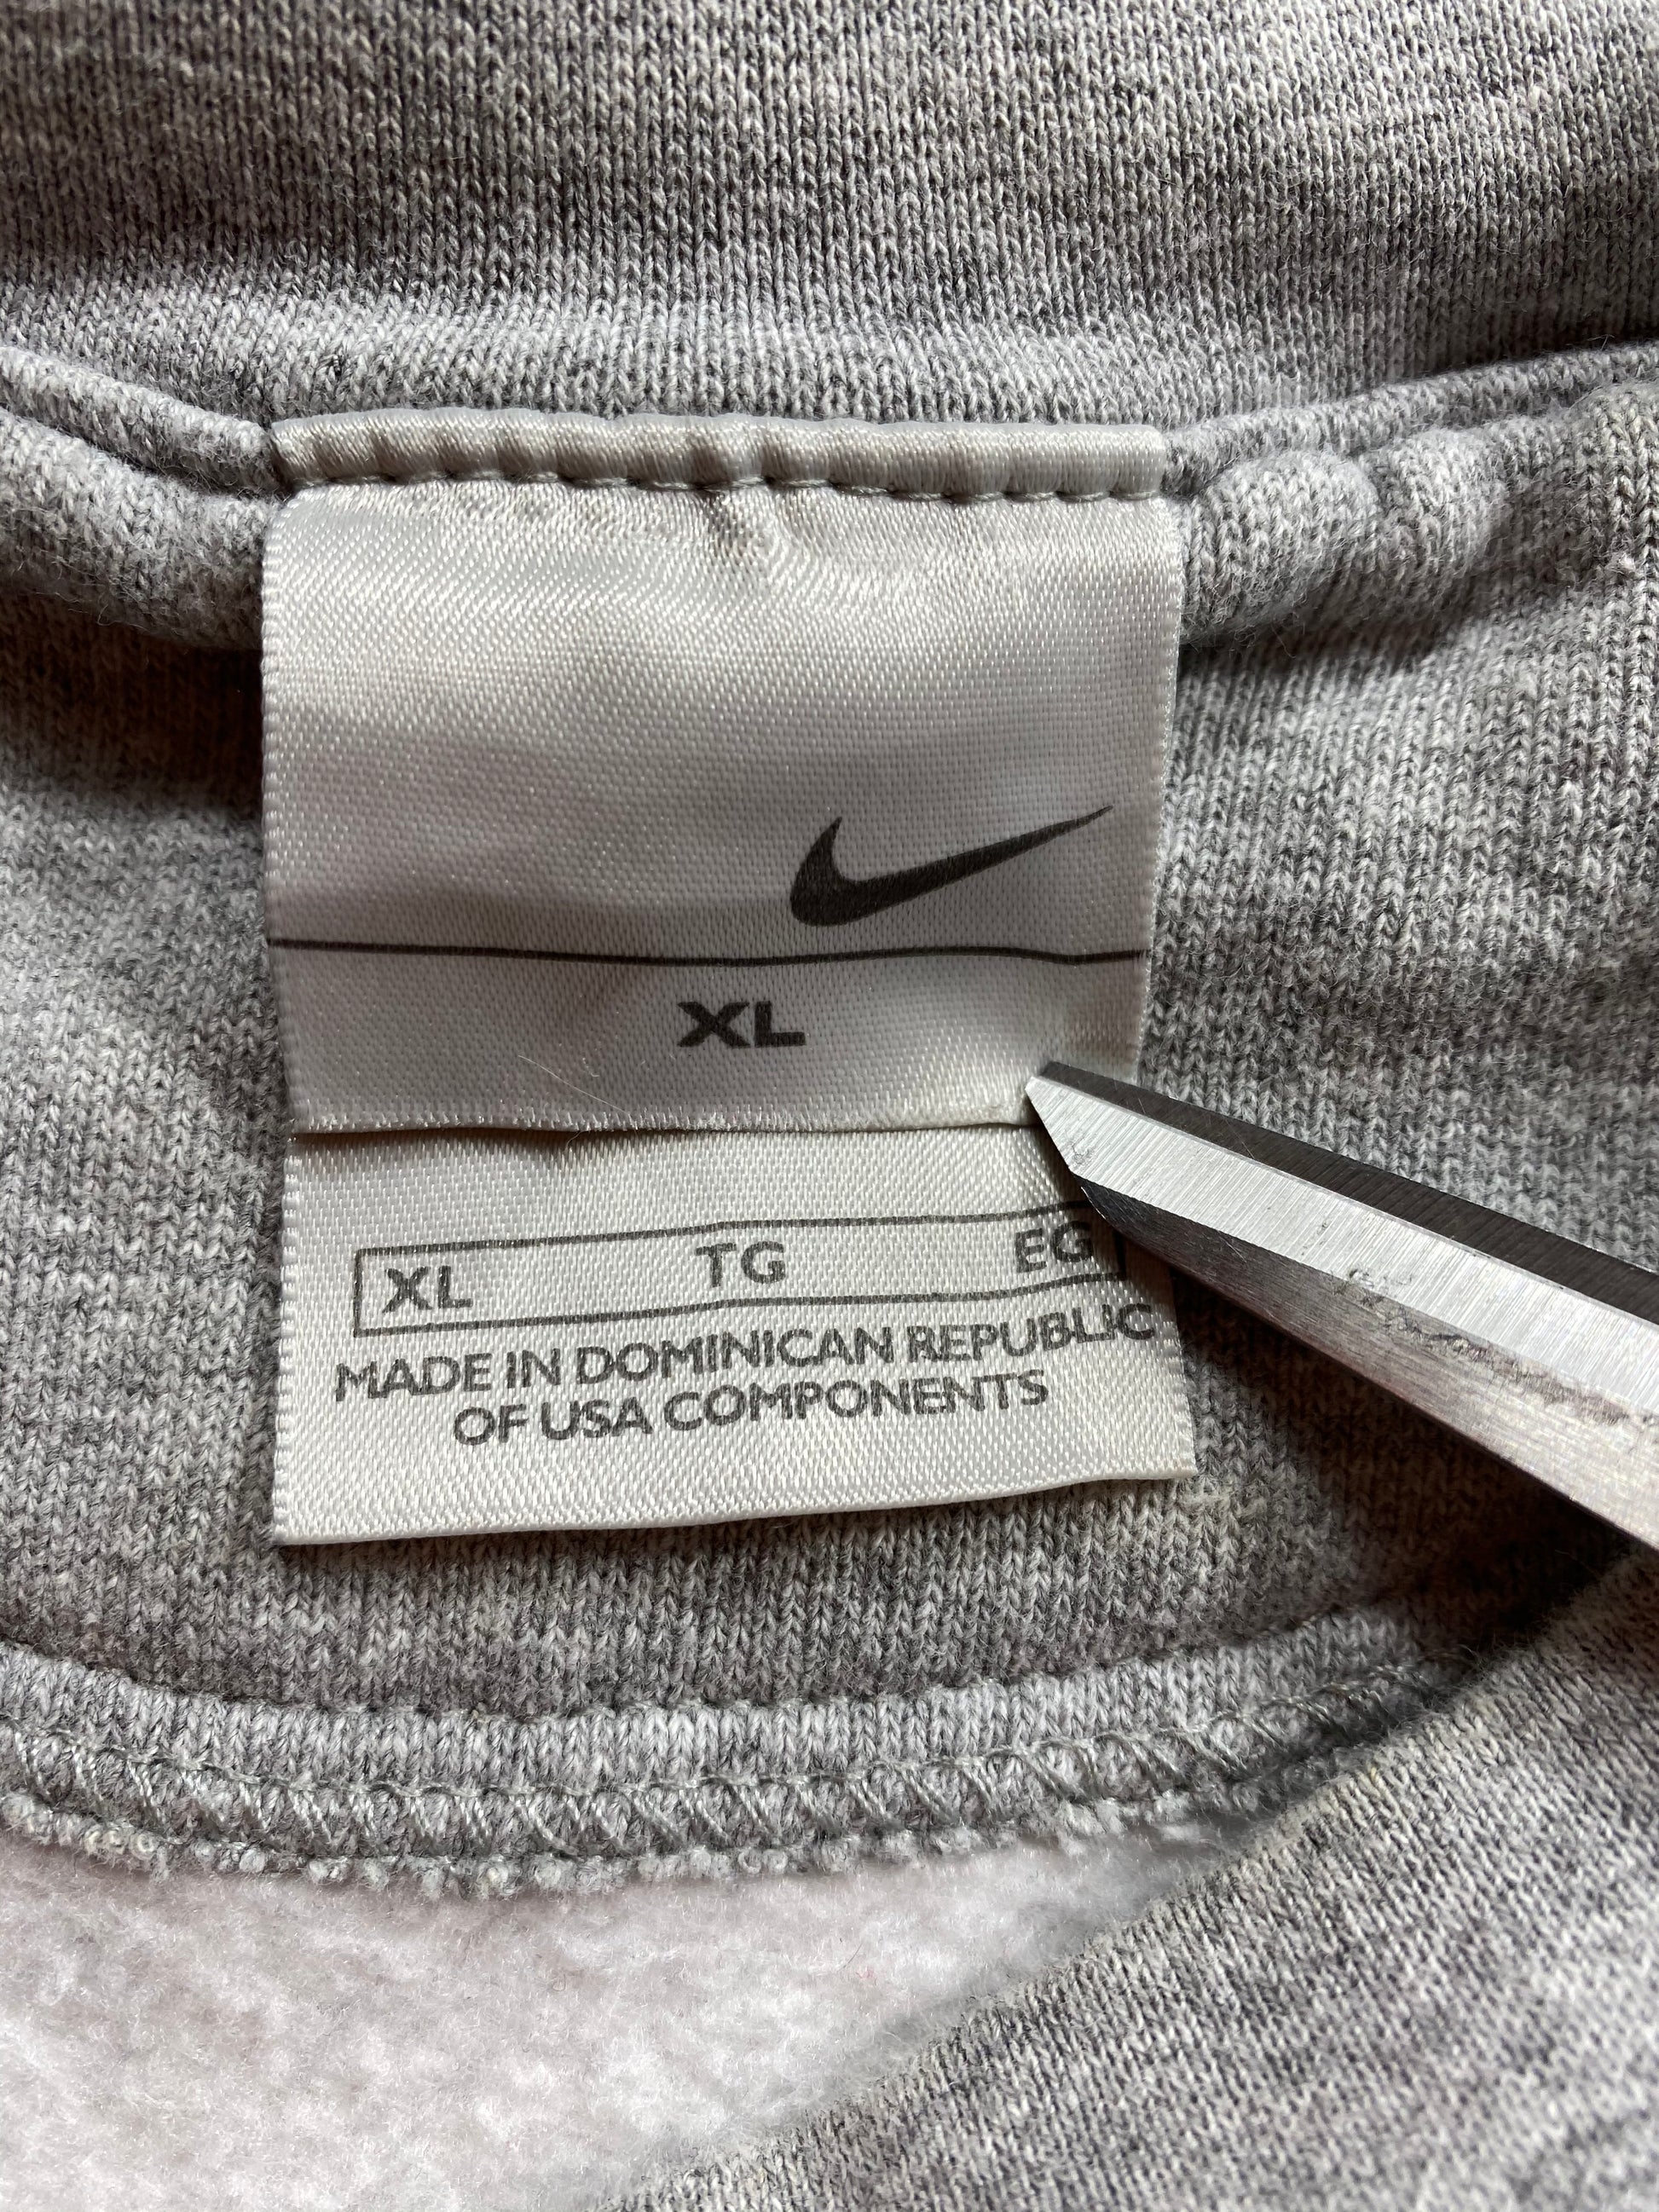 XL
XL TG EG
MADE IN DOMINICAN REPUBLIC
OF USA COMPONENTS